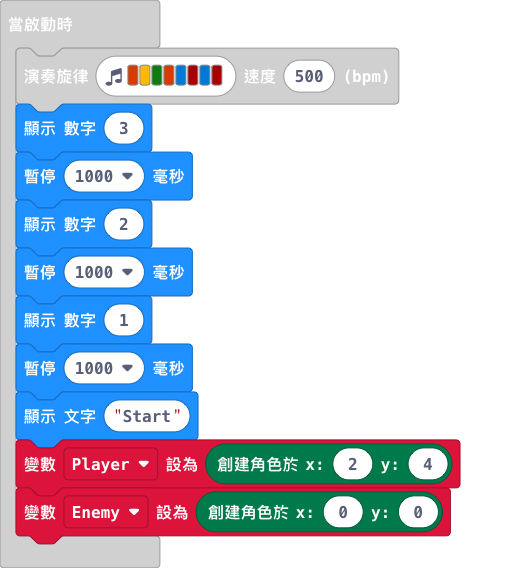 當啟動時
演奏旋律 速度 500 (bpm)
顯示 數字 3
暫停 1000 毫秒
顯示 數字 2
暫停 1000 毫秒
顯示 數字 1
暫停 1000 毫秒
顯示 文字 "Start"
變數 Player 設為 創建角色於 x: 2 y: 4
變數 Enemy 設為 創建角色於 x: 0 y: 0